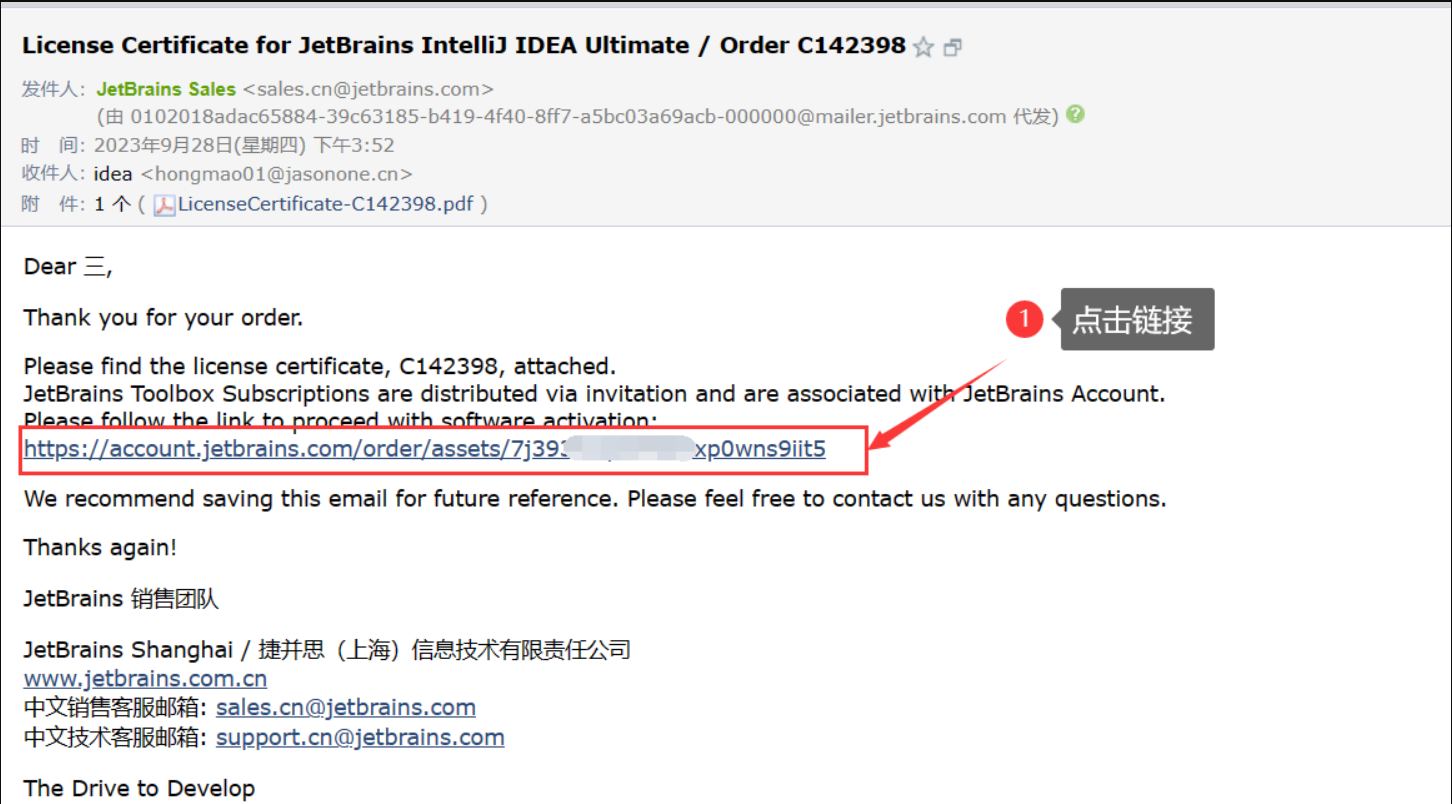 License Certificate for JetBrains IntelliJ IDEA Ultimate / Order C142398
发件人: JetBrains Sales <sales.cn@jetbrains.com>
(由 0102018adac65884-39c63185-b419-4f40-8ff7-a5bc03a69acb-000000@mailer.jetbrains.com 代发) ?
时 间: 2023年9月28日(星期四) 下午3:52
收件人: idea <hongmao01@jasonone.cn>
附 件: 1 个 ( LicenseCertificate-C142398.pdf )
Dear 三,
Thank you for your order.
1 点击链接
Please find the license certificate, C142398, attached.
JetBrains Toolbox Subscriptions are distributed via invitation and are associated with JetBrains Account.
Please follow the link to proceed with software activation:
https://account.jetbrains.com/order/assets/7j393 xp0wns9iit5
We recommend saving this email for future reference. Please feel free to contact us with any questions.
Thanks again!
JetBrains 销售团队
JetBrains Shanghai / 捷并思（上海）信息技术有限责任公司
www.jetbrains.com.cn
中文销售客服邮箱: sales.cn@jetbrains.com
中文技术客服邮箱: support.cn@jetbrains.com
The Drive to Develop